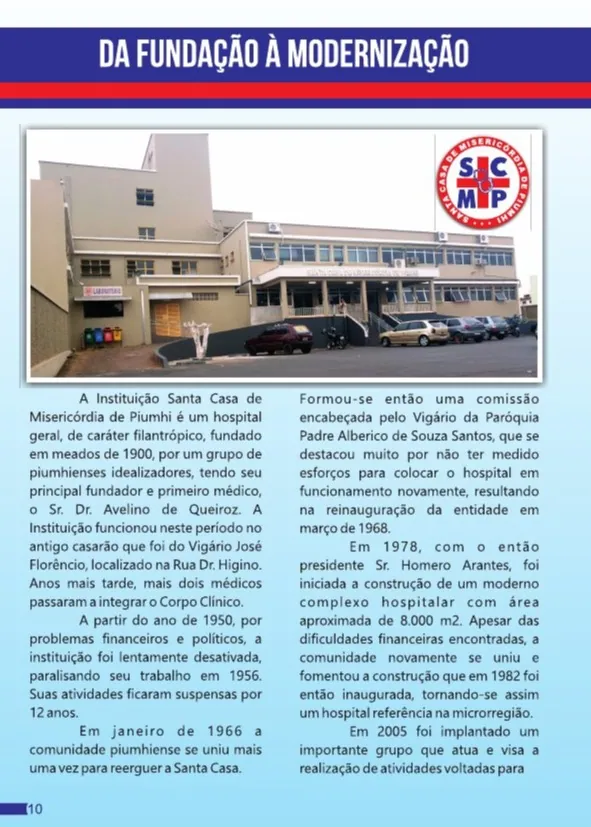 DA FUNDAÇÃO À MODERNIZAÇÃO
SANTA CASA DE MISERICÓRDIA DE PIUMHI
S C
M P
A Instituição Santa Casa de
Misericórdia de Piumhi é um hospital
geral, de caráter filantrópico, fundado
em meados de 1900, por um grupo de
piumhienses idealizadores, tendo seu
principal fundador e primeiro médico,
o Sr. Dr. Avelino de Queiroz. A
Instituição funcionou neste período no
antigo casarão que foi do Vigário José
Florêncio, localizado na Rua Dr. Higino.
Anos mais tarde, mais dois médicos
passaram a integrar o Corpo Clínico.
A partir do ano de 1950, por
problemas financeiros e políticos, a
instituição foi lentamente desativada,
paralisando seu trabalho em 1956.
Suas atividades ficaram suspensas por
12 anos.
Em janeiro de 1966 a
comunidade piumhiense se uniu mais
uma vez para reerguer a Santa Casa.
Formou-se então uma comissão
encabeçada pelo Vigário da Paróquia
Padre Alberico de Souza Santos, que se
destacou muito por não ter medido
esforços para colocar o hospital em
funcionamento novamente, resultando
na reinauguração da entidade em
março de 1968.
Em 1978, com o então
presidente Sr. Homero Arantes, foi
iniciada a construção de um moderno
complexo hospitalar com área
aproximada de 8.000 m2. Apesar das
dificuldades financeiras encontradas, a
comunidade novamente se uniu e
fomentou a construção que em 1982 foi
então inaugurada, tornando-se assim
um hospital referência na microrregião.
Em 2005 foi implantado um
importante grupo que atua e visa a
realização de atividades voltadas para
10